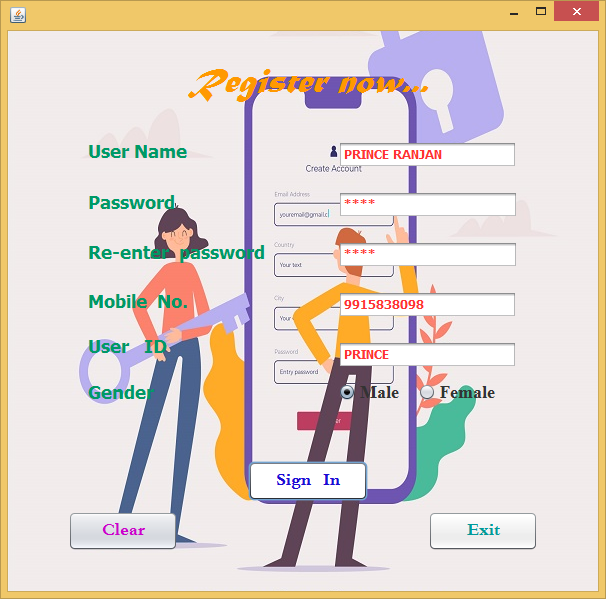 Register now...
User Name PRINCE RANJAN
Create Account
Email Address
Password ****
youremail@gmail.c
Country
Re-enter password ****
Your text
City
Mobile No. 9915838098
Your
User ID PRINCE
Password
Entry password
Gender Male Female
Sign In
Clear Exit